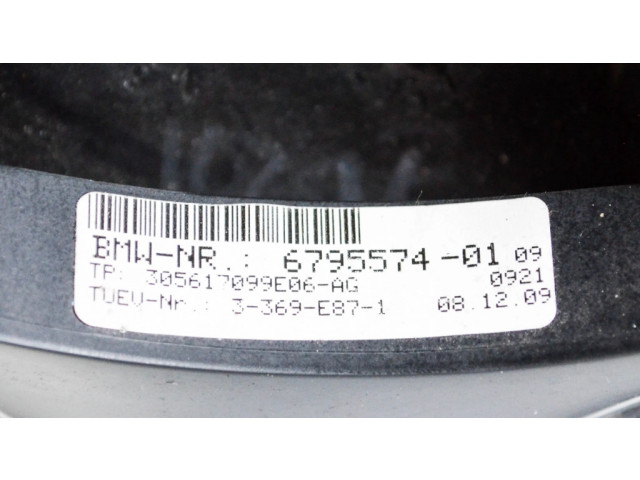 BMW-NR.: 6795574-01 09
TP: 305617099E06-AG 0921
TUEV-Nr.: 3-369-E87-1 08.12.09